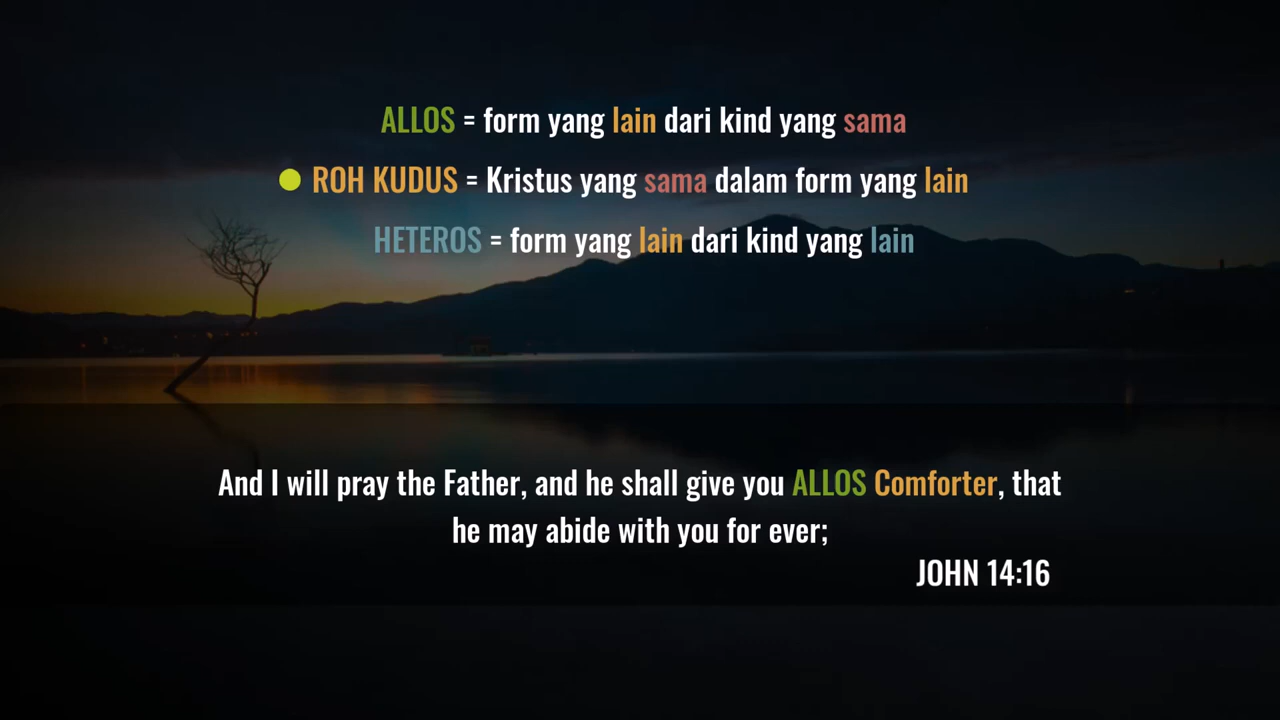 ALLOS = form yang lain dari kind yang sama
ROH KUDUS = Kristus yang sama dalam form yang lain
HETEROS = form yang lain dari kind yang lain
And I will pray the Father, and he shall give you ALLOS Comforter, that
he may abide with you for ever;
JOHN 14:16